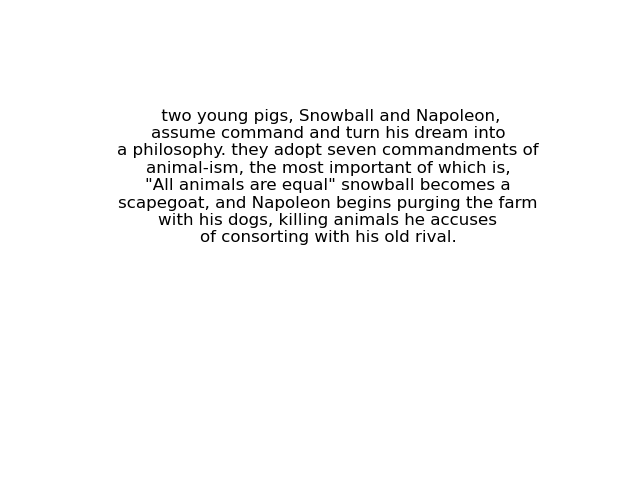 two young pigs, Snowball and Napoleon,
assume command and turn his dream into
a philosophy. they adopt seven commandments of
animal-ism, the most important of which is,
"All animals are equal" snowball becomes a
scapegoat, and Napoleon begins purging the farm
with his dogs, killing animals he accuses
of consorting with his old rival.